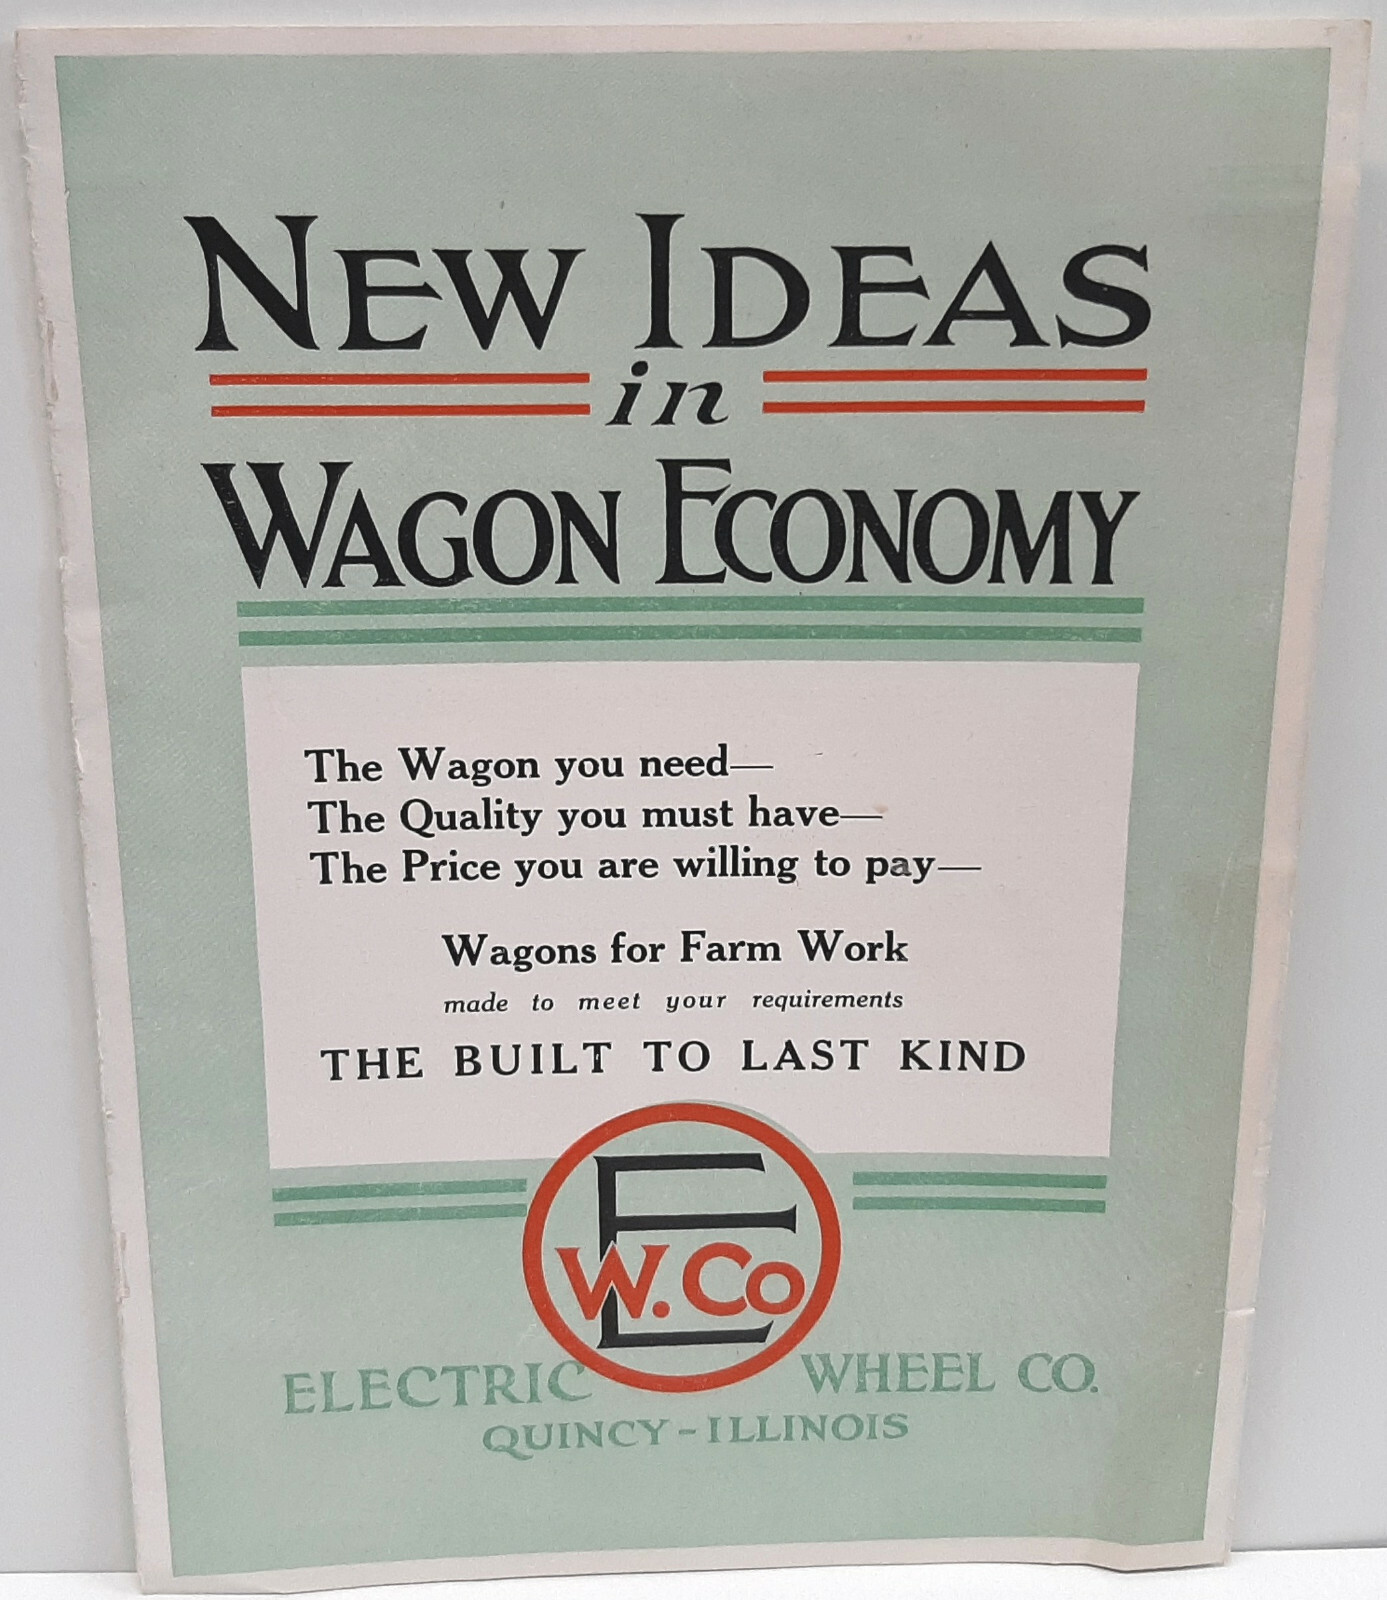 NEW IDEAS
in
WAGON ECONOMY
The Wagon you need—
The Quality you must have—
The Price you are willing to pay—
Wagons for Farm Work
made to meet your requirements
THE BUILT TO LAST KIND
E
W. Co
ELECTRIC WHEEL CO.
QUINCY-ILLINOIS